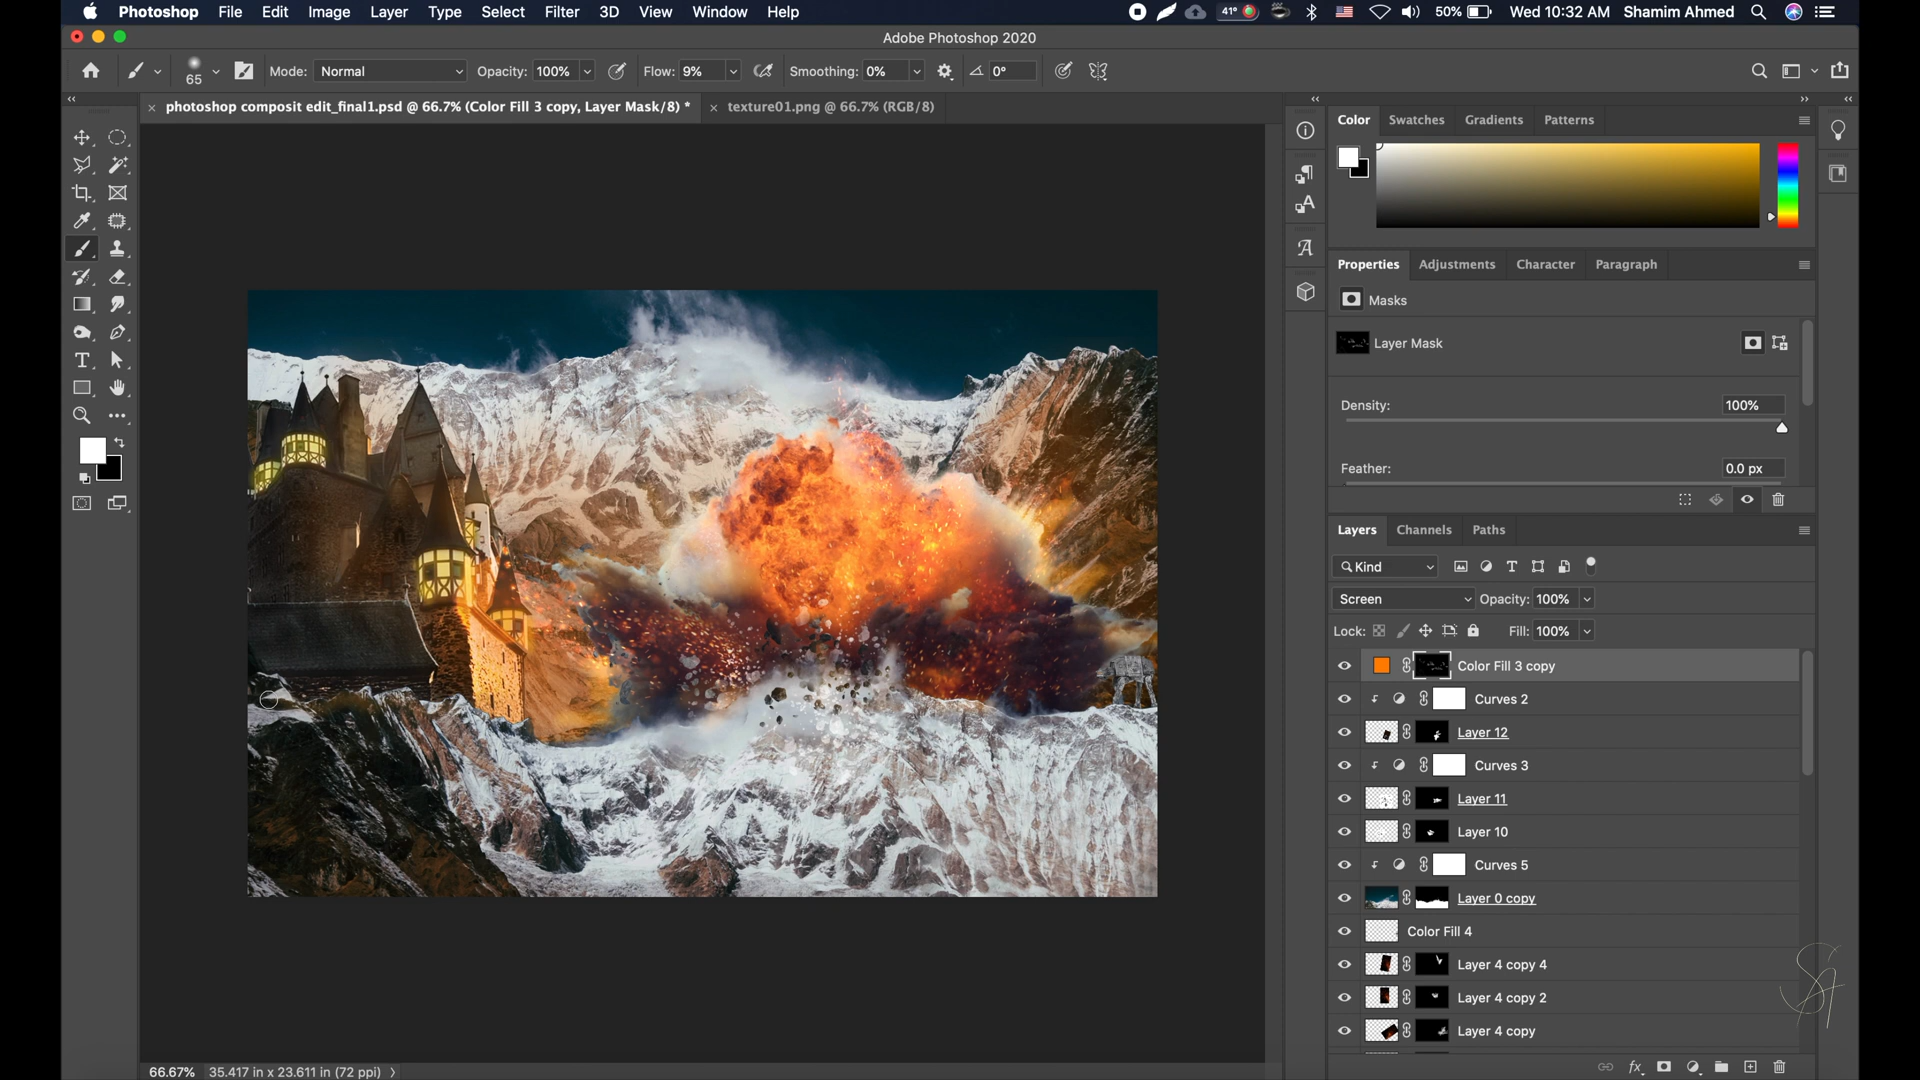 Photoshop File Edit Image Layer Type Select Filter 3D View Window Help 41° 50% Wed 10:32 AM Shamim Ahmed
Adobe Photoshop 2020
65 Mode: Normal Opacity: 100% Flow: 9% Smoothing: 0% 0°
photoshop composit edit_final1.psd @ 66.7% (Color Fill 3 copy, Layer Mask/8) * texture01.png @ 66.7% (RGB/8)
Color Swatches Gradients Patterns
Properties Adjustments Character Paragraph
Masks
Layer Mask
Density: 100%
Feather: 0.0 px
Layers Channels Paths
Kind
Screen Opacity: 100%
Lock: Fill: 100%
Color Fill 3 copy
Curves 2
Layer 12
Curves 3
Layer 11
Layer 10
Curves 5
Layer 0 copy
Color Fill 4
Layer 4 copy 4
Layer 4 copy 2
Layer 4 copy
66.67% 35.417 in x 23.611 in (72 ppi)